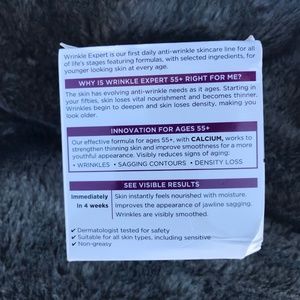 Wrinkle Expert is our first daily anti-wrinkle skincare line for all
of life's stages featuring formulas, with selected ingredients, for
younger looking skin at every age.
WHY IS WRINKLE EXPERT 55+ RIGHT FOR ME?
The skin has evolving anti-wrinkle needs as it ages. Starting in
your fifties, skin loses vital nourishment and becomes thinner.
Wrinkles begin to deepen and skin loses density, making you
look older.
INNOVATION FOR AGES 55+
Our effective formula for ages 55+, with CALCIUM, works to
strengthen thinning skin and improve smoothness for a more
youthful appearance. Visibly reduces signs of aging:
• WRINKLES • SAGGING CONTOURS • DENSITY LOSS
SEE VISIBLE RESULTS
Immediately Skin instantly feels nourished with moisture.
In 4 weeks Improves the appearance of jawline sagging.
Wrinkles are visibly smoothed.
✔ Dermatologist tested for safety
✔ Suitable for all skin types, including sensitive
✔ Non-greasy